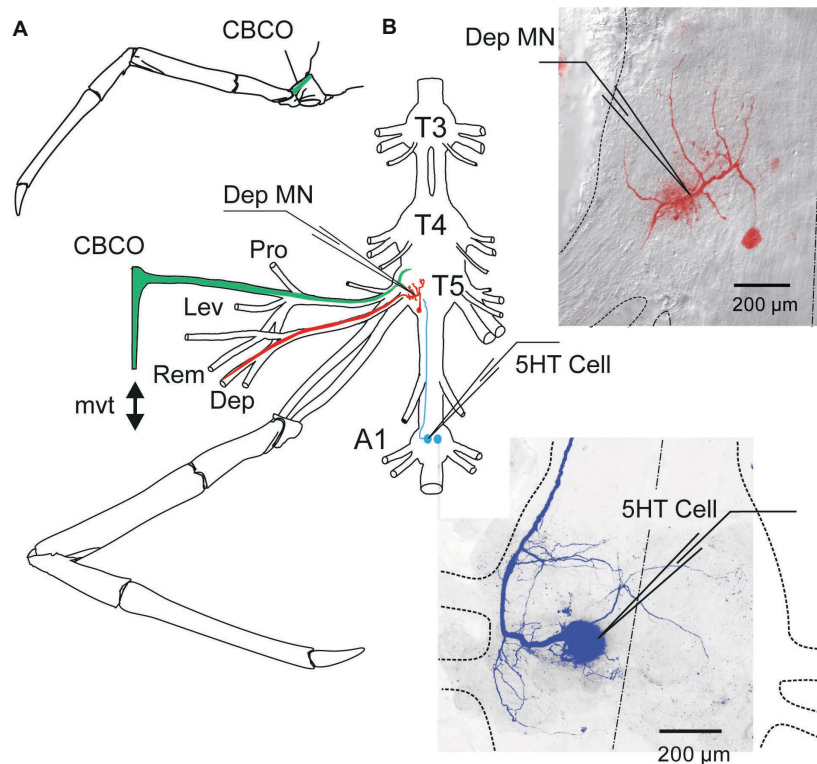 A
CBCO
B
Dep MN
T3
T4
Dep MN
CBCO
Pro
T5
200 µm
Lev
5HT Cell
Rem
Dep
mvt
A1
5HT Cell
200 µm